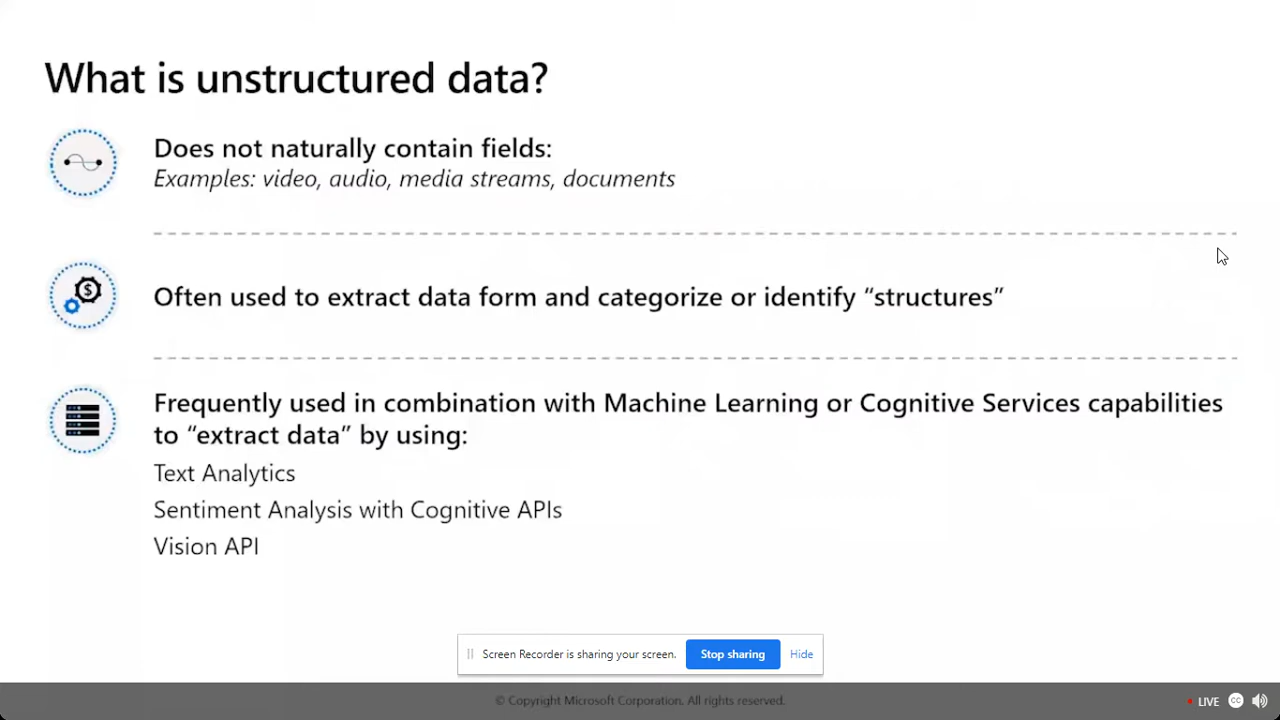 What is unstructured data?
Does not naturally contain fields:
Examples: video, audio, media streams, documents
$
Often used to extract data form and categorize or identify “structures”
Frequently used in combination with Machine Learning or Cognitive Services capabilities
to “extract data” by using:
Text Analytics
Sentiment Analysis with Cognitive APIs
Vision API
Screen Recorder is sharing your screen. Stop sharing Hide
© Copyright Microsoft Corporation. All rights reserved.
LIVE CC